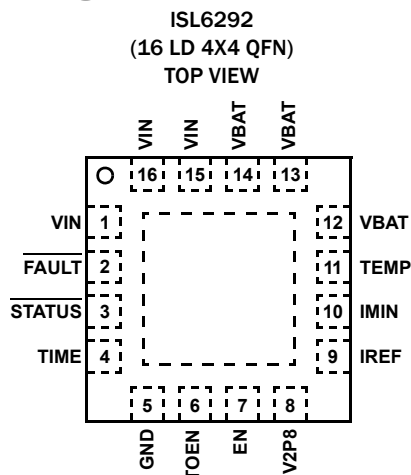 ISL6292
(16 LD 4X4 QFN)
TOP VIEW
VIN VIN VBAT VBAT
16 15 14 13
VIN 1 12 VBAT
FAULT 2 11 TEMP
STATUS 3 10 IMIN
TIME 4 9 IREF
5 6 7 8
GND TOEN EN V2P8